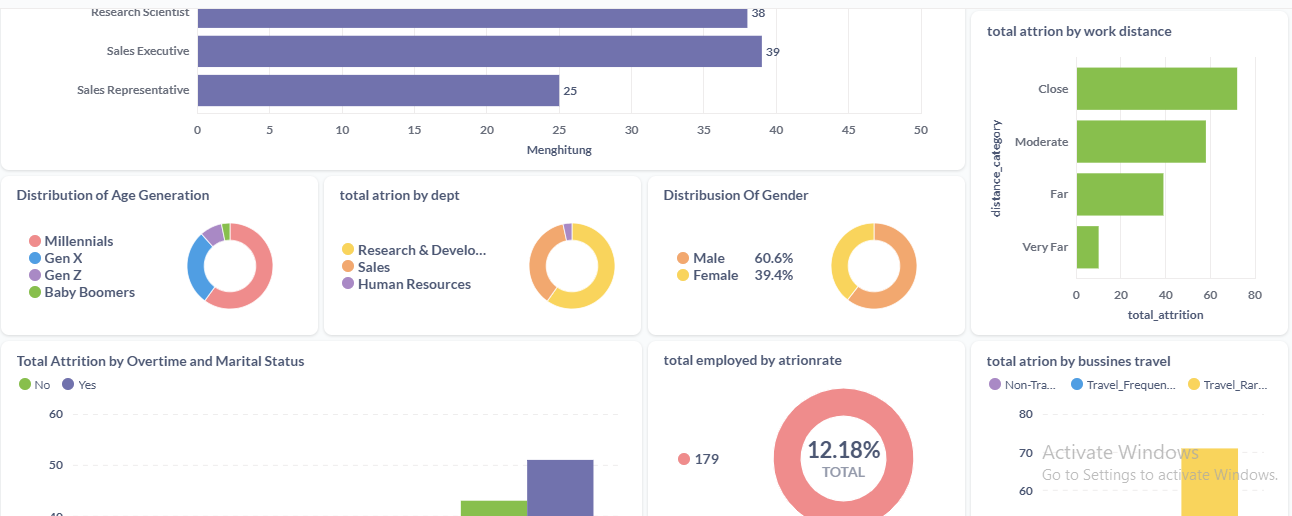 Research Scientist
38
Sales Executive
39
Sales Representative
25
0 5 10 15 20 25 30 35 40 45 50
Menghitung
total attrion by work distance
distance_category
Close
Moderate
Far
Very Far
0 20 40 60 80
total_attrition
Distribution of Age Generation
Millennials
Gen X
Gen Z
Baby Boomers
total atrion by dept
Research & Develo...
Sales
Human Resources
Distribusion Of Gender
Male 60.6%
Female 39.4%
Total Attrition by Overtime and Marital Status
No Yes
60
50
40
total employed by atrionrate
179
12.18%
TOTAL
total atrion by bussines travel
Non-Tra... Travel_Frequen... Travel_Rar...
80
70
60
Activate Windows
Go to Settings to activate Windows.